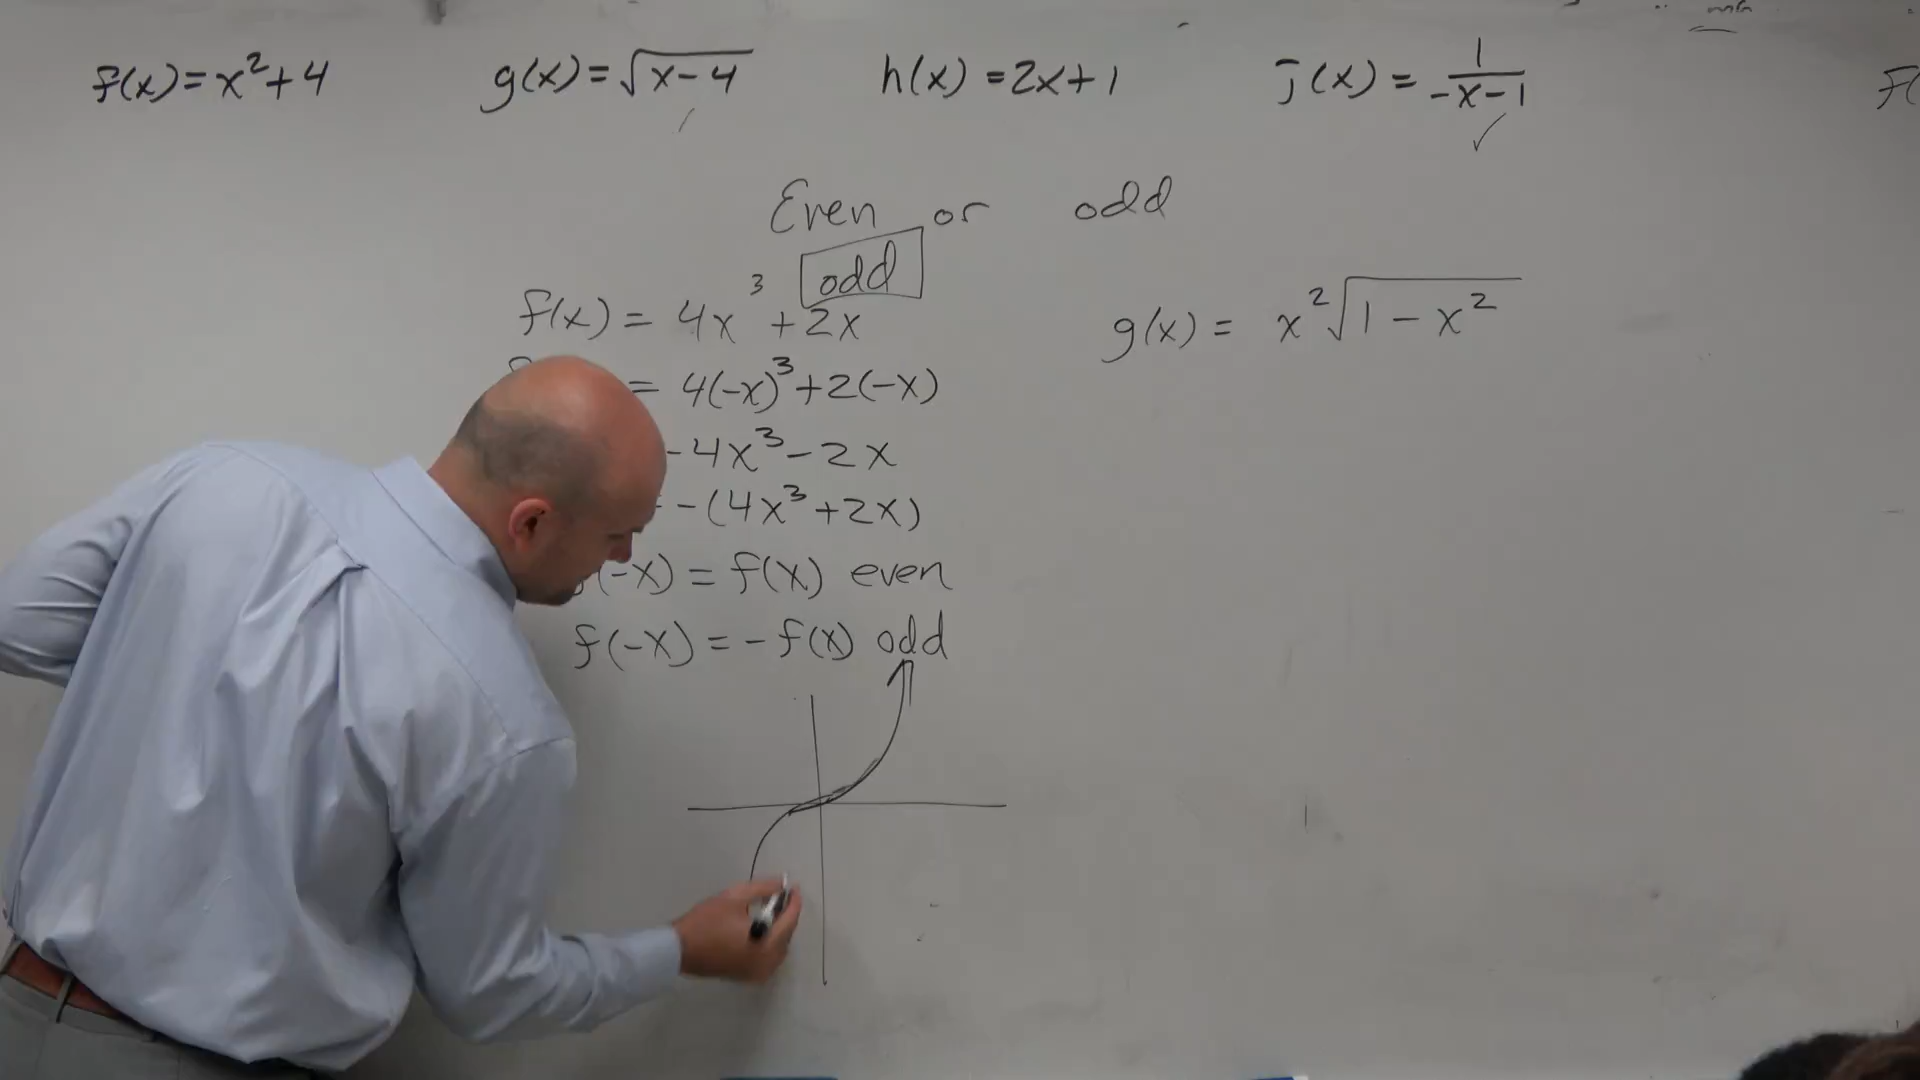 f(x) = x² + 4
g(x) = √(x - 4)
h(x) = 2x + 1
j(x) = 1/(-x - 1)
f(
Even or odd
odd
f(x) = 4x³ + 2x
= 4(-x)³ + 2(-x)
-4x³ - 2x
= -(4x³ + 2x)
(-x) = f(x) even
f(-x) = -f(x) odd
g(x) = x²√(1 - x²)